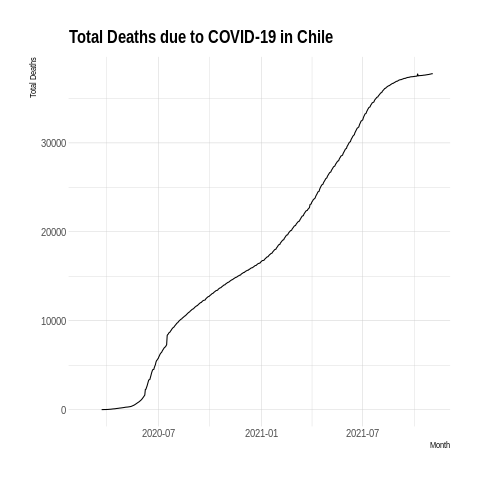 Total Deaths due to COVID-19 in Chile
Total Deaths
30000
20000
10000
0
2020-07
2021-01
2021-07
Month